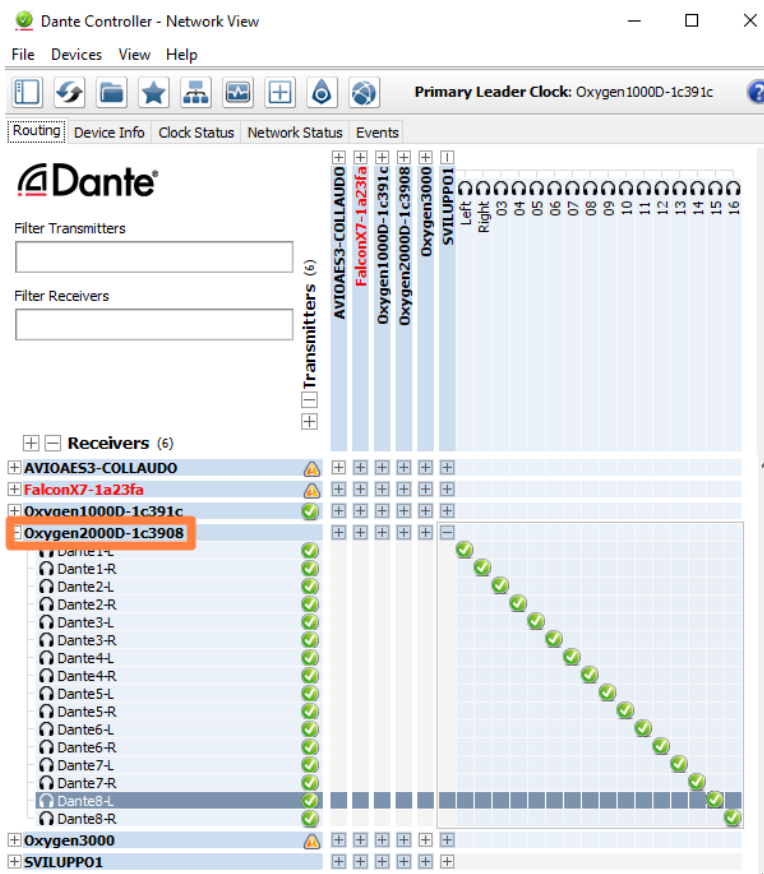 Dante Controller - Network View
File Devices View Help
Primary Leader Clock: Oxygen1000D-1c391c
?
Routing Device Info Clock Status Network Status Events
Dante®
Filter Transmitters
Filter Receivers
Transmitters (6)
AVIOAES3-COLLAUDO
FalconX7-1a23fa
Oxygen1000D-1c391c
Oxygen2000D-1c3908
Oxygen3000
SVILUPPO1
Left
Right
03
04
05
06
07
08
09
10
11
12
13
14
15
16
Receivers (6)
AVIOAES3-COLLAUDO
FalconX7-1a23fa
Oxygen1000D-1c391c
Oxygen2000D-1c3908
Dante1-L
Dante1-R
Dante2-L
Dante2-R
Dante3-L
Dante3-R
Dante4-L
Dante4-R
Dante5-L
Dante5-R
Dante6-L
Dante6-R
Dante7-L
Dante7-R
Dante8-L
Dante8-R
Oxygen3000
SVILUPPO1